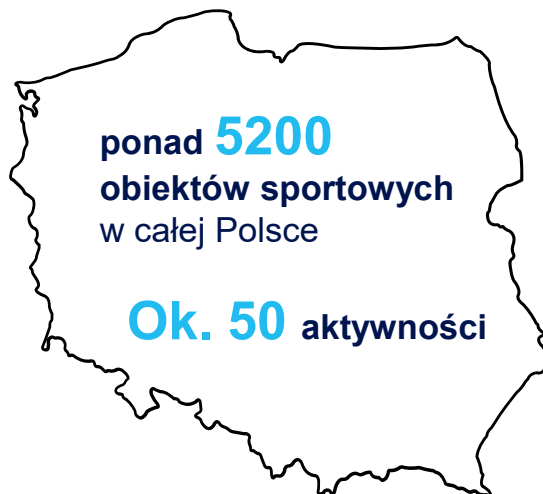 ponad 5200
obiektów sportowych
w całej Polsce
Ok. 50 aktywności